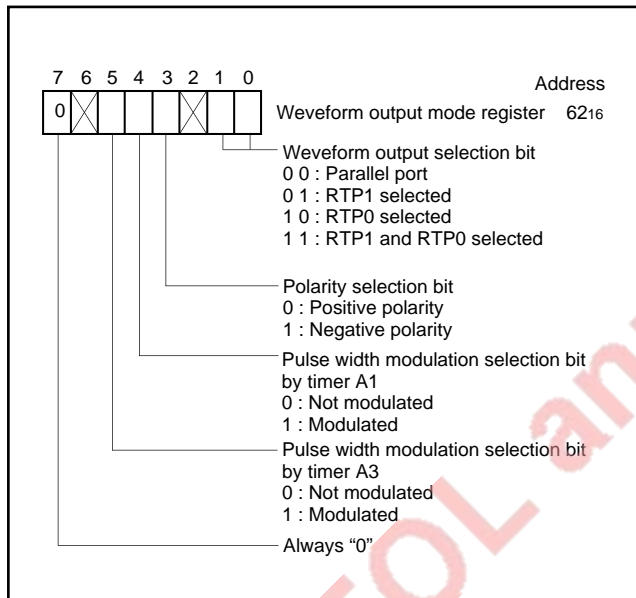 7 6 5 4 3 2 1 0
Address
0
Weveform output mode register 6216
Weveform output selection bit
0 0 : Parallel port
0 1 : RTP1 selected
1 0 : RTP0 selected
1 1 : RTP1 and RTP0 selected
Polarity selection bit
0 : Positive polarity
1 : Negative polarity
Pulse width modulation selection bit
by timer A1
0 : Not modulated
1 : Modulated
Pulse width modulation selection bit
by timer A3
0 : Not modulated
1 : Modulated
Always “0”